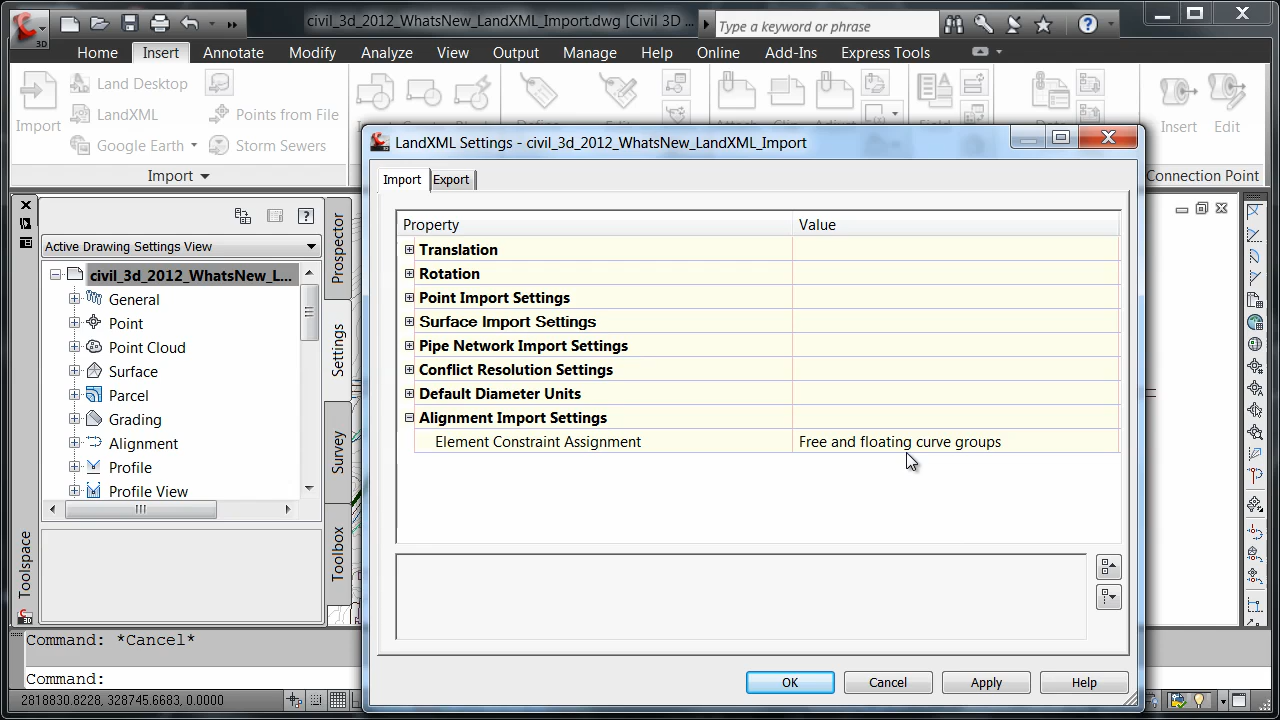 civil_3d_2012_WhatsNew_LandXML_Import.dwg [Civil 3D ...
Type a keyword or phrase
3D
Home Insert Annotate Modify Analyze View Output Manage Help Online Add-Ins Express Tools
Import
Land Desktop
LandXML
Points from File
Google Earth
Storm Sewers
Insert Edit
Import
Connection Point
LandXML Settings - civil_3d_2012_WhatsNew_LandXML_Import
Import Export
Property Value
Translation
Rotation
Point Import Settings
Surface Import Settings
Pipe Network Import Settings
Conflict Resolution Settings
Default Diameter Units
Alignment Import Settings
Element Constraint Assignment Free and floating curve groups
OK Cancel Apply Help
Active Drawing Settings View
civil_3d_2012_WhatsNew_L...
General
Point
Point Cloud
Surface
Parcel
Grading
Alignment
Profile
Profile View
Prospector
Settings
Survey
Toolbox
Toolspace
Command: *Cancel*
Command:
2818830.8228, 328745.6683, 0.0000